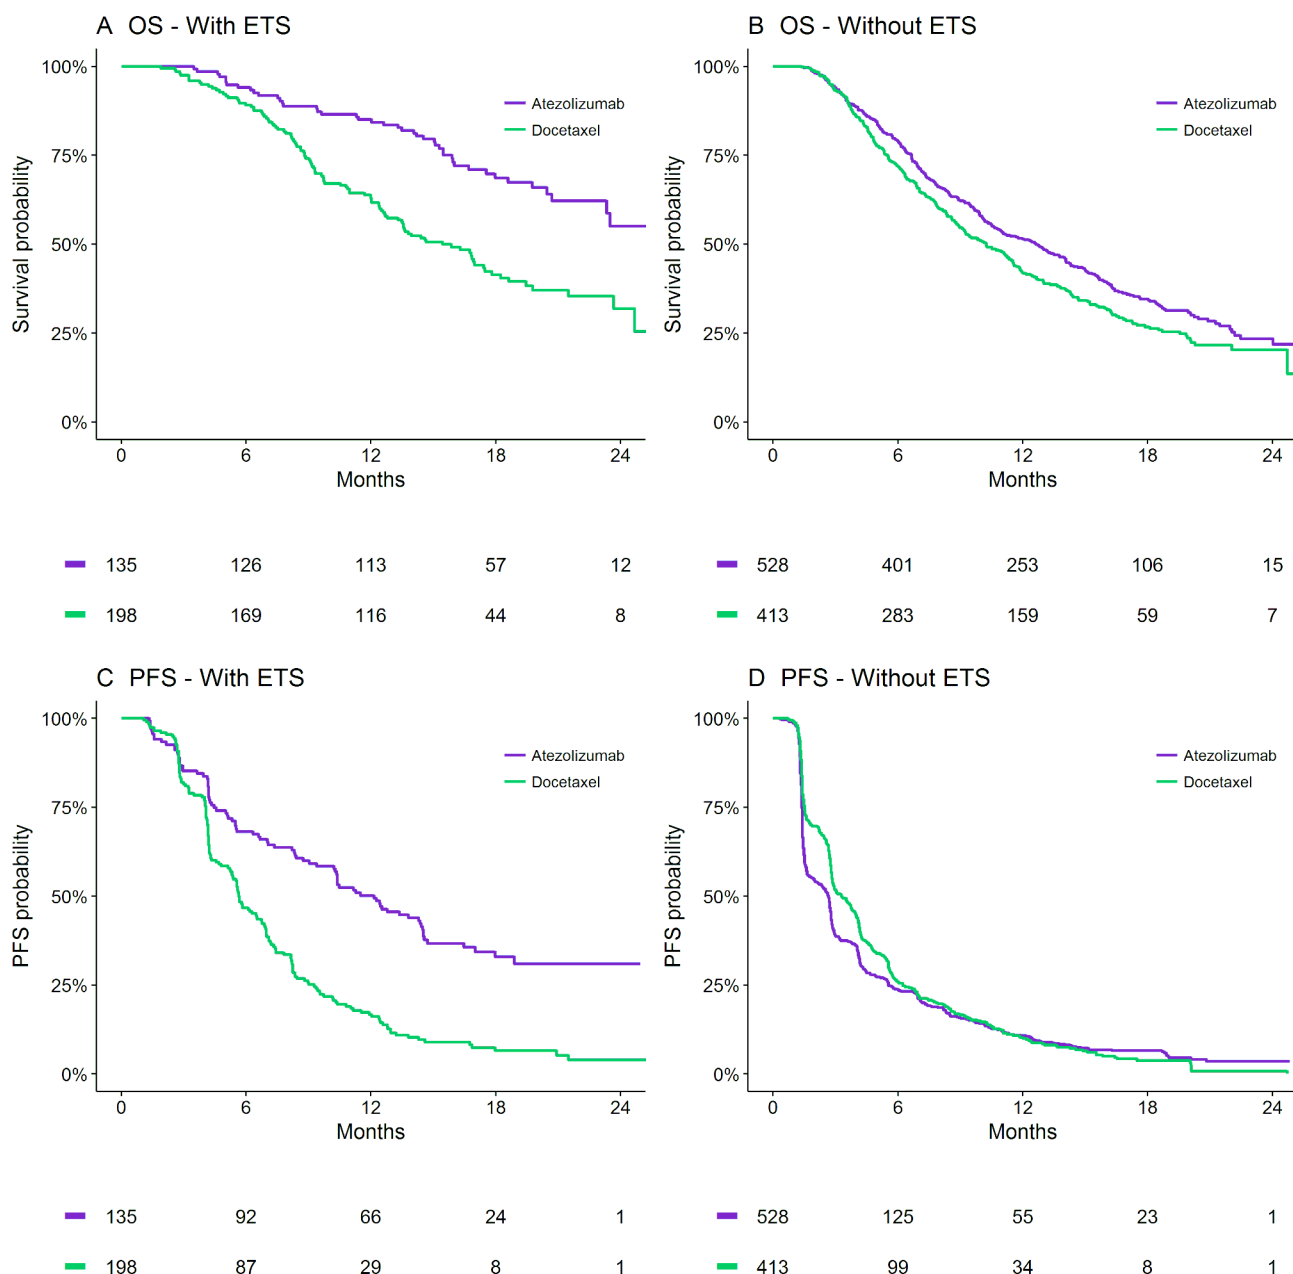 A OS - With ETS
100%
75%
50%
25%
0%
Survival probability
Atezolizumab
Docetaxel
0 6 12 18 24
Months
135 126 113 57 12
198 169 116 44 8
B OS - Without ETS
100%
75%
50%
25%
0%
Survival probability
Atezolizumab
Docetaxel
0 6 12 18 24
Months
528 401 253 106 15
413 283 159 59 7
C PFS - With ETS
100%
75%
50%
25%
0%
PFS probability
Atezolizumab
Docetaxel
0 6 12 18 24
Months
135 92 66 24 1
198 87 29 8 1
D PFS - Without ETS
100%
75%
50%
25%
0%
PFS probability
Atezolizumab
Docetaxel
0 6 12 18 24
Months
528 125 55 23 1
413 99 34 8 1